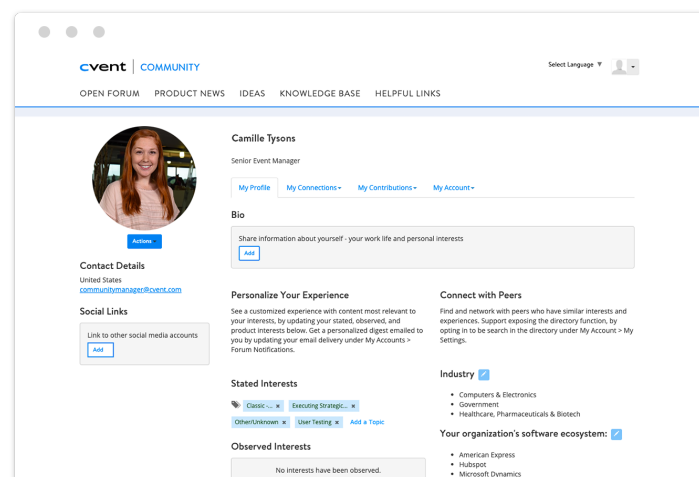 cvent COMMUNITY
Select Language ▼
OPEN FORUM PRODUCT NEWS IDEAS KNOWLEDGE BASE HELPFUL LINKS
Camille Tysons
Senior Event Manager
My Profile My Connections My Contributions My Account
Bio
Share information about yourself - your work life and personal interests
Add
Actions
Contact Details
United States
communitymanager@cvent.com
Social Links
Link to other social media accounts
Add
Personalize Your Experience
See a customized experience with content most relevant to
your interests, by updating your stated, observed, and
product interests below. Get a personalized digest emailed to
you by updating your email delivery under My Accounts >
Forum Notifications.
Connect with Peers
Find and network with peers who have similar interests and
experiences. Support exposing the directory function, by
opting in to be search in the directory under My Account > My
Settings.
Stated Interests
Classic -... x Executing Strategic... x
Other/Unknown x User Testing x Add a Topic
Observed Interests
No interests have been observed.
Industry
• Computers & Electronics
• Government
• Healthcare, Pharmaceuticals & Biotech
Your organization's software ecosystem:
• American Express
• Hubspot
• Microsoft Dynamics